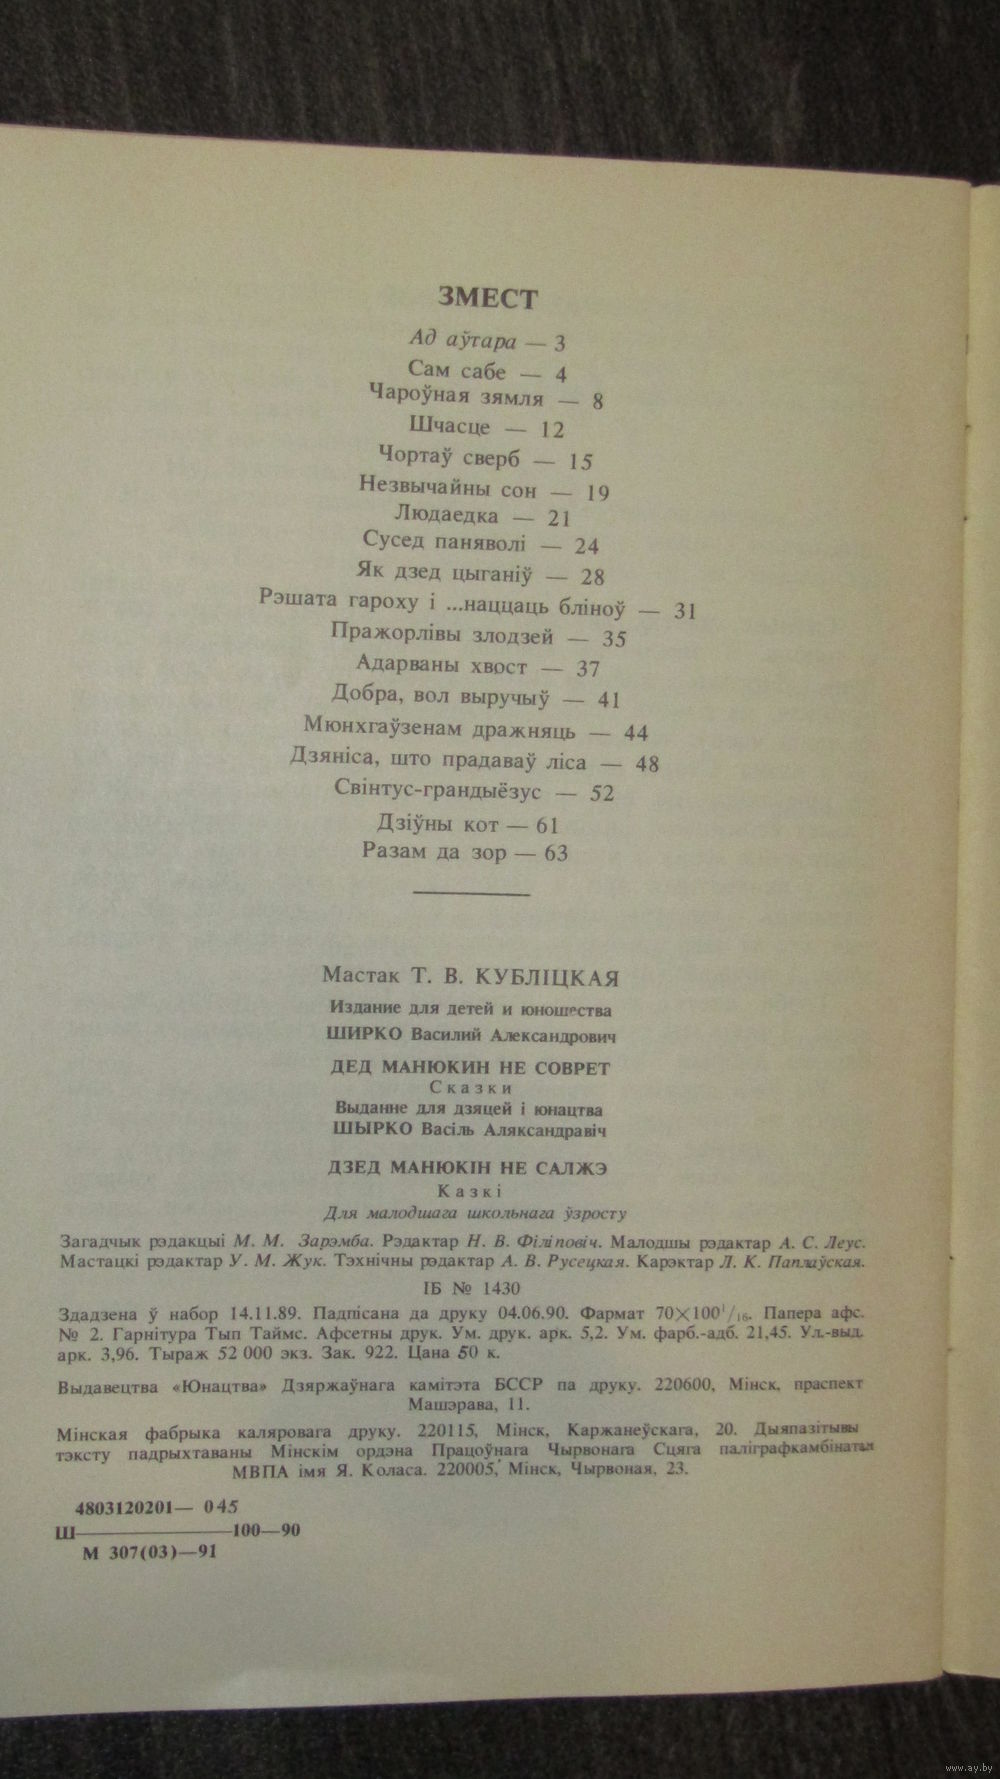 ЗМЕСТ
Ад аўтара — 3
Сам сабе — 4
Чароўная зямля — 8
Шчасце — 12
Чортаў сверб — 15
Незвычайны сон — 19
Людаедка — 21
Сусед паняволі — 24
Як дзед цыганіў — 28
Рэшата гароху і ...наццаць бліноў — 31
Пражорлівы злодзей — 35
Адарваны хвост — 37
Добра, вол выручыў — 41
Мюнхгаўзенам дражняць — 44
Дзяніса, што прадаваў ліса — 48
Свінтус-грандыёзус — 52
Дзіўны кот — 61
Разам да зор — 63
Мастак Т. В. КУБЛІЦКАЯ
Издание для детей и юношества
ШИРКО Василий Александрович
ДЕД МАНЮКИН НЕ СОВРЕТ
Сказки
Выданне для дзяцей і юнацтва
ШЫРКО Васіль Аляксандравіч
ДЗЕД МАНЮКІН НЕ САЛЖЭ
Казкі
Для малодшага школьнага ўзросту
Загадчык рэдакцыі М. М. Зарэмба. Рэдактар Н. В. Філіповіч. Малодшы рэдактар А. С. Леус.
Мастацкі рэдактар У. М. Жук. Тэхнічны рэдактар А. В. Русецкая. Карэктар Л. К. Паплаўская.
ІБ № 1430
Здадзена ў набор 14.11.89. Падпісана да друку 04.06.90. Фармат 70×100¹/₁₆. Папера афс.
№ 2. Гарнітура Тып Таймс. Афсетны друк. Ум. друк. арк. 5,2. Ум. фарб.-адб. 21,45. Ул.-выд.
арк. 3,96. Тыраж 52 000 экз. Зак. 922. Цана 50 к.
Выдавецтва «Юнацтва» Дзяржаўнага камітэта БССР па друку. 220600, Мінск, праспект
Машэрава, 11.
Мінская фабрыка каляровага друку. 220115, Мінск, Каржанеўскага, 20. Дыяпазітывы
тэксту падрыхтаваны Мінскім ордэна Працоўнага Чырвонага Сцяга паліграфкамбінатам
МВПА імя Я. Коласа. 220005, Мінск, Чырвоная, 23.
4803120201— 045
Ш————100—90
М 307(03)—91
www.ay.by